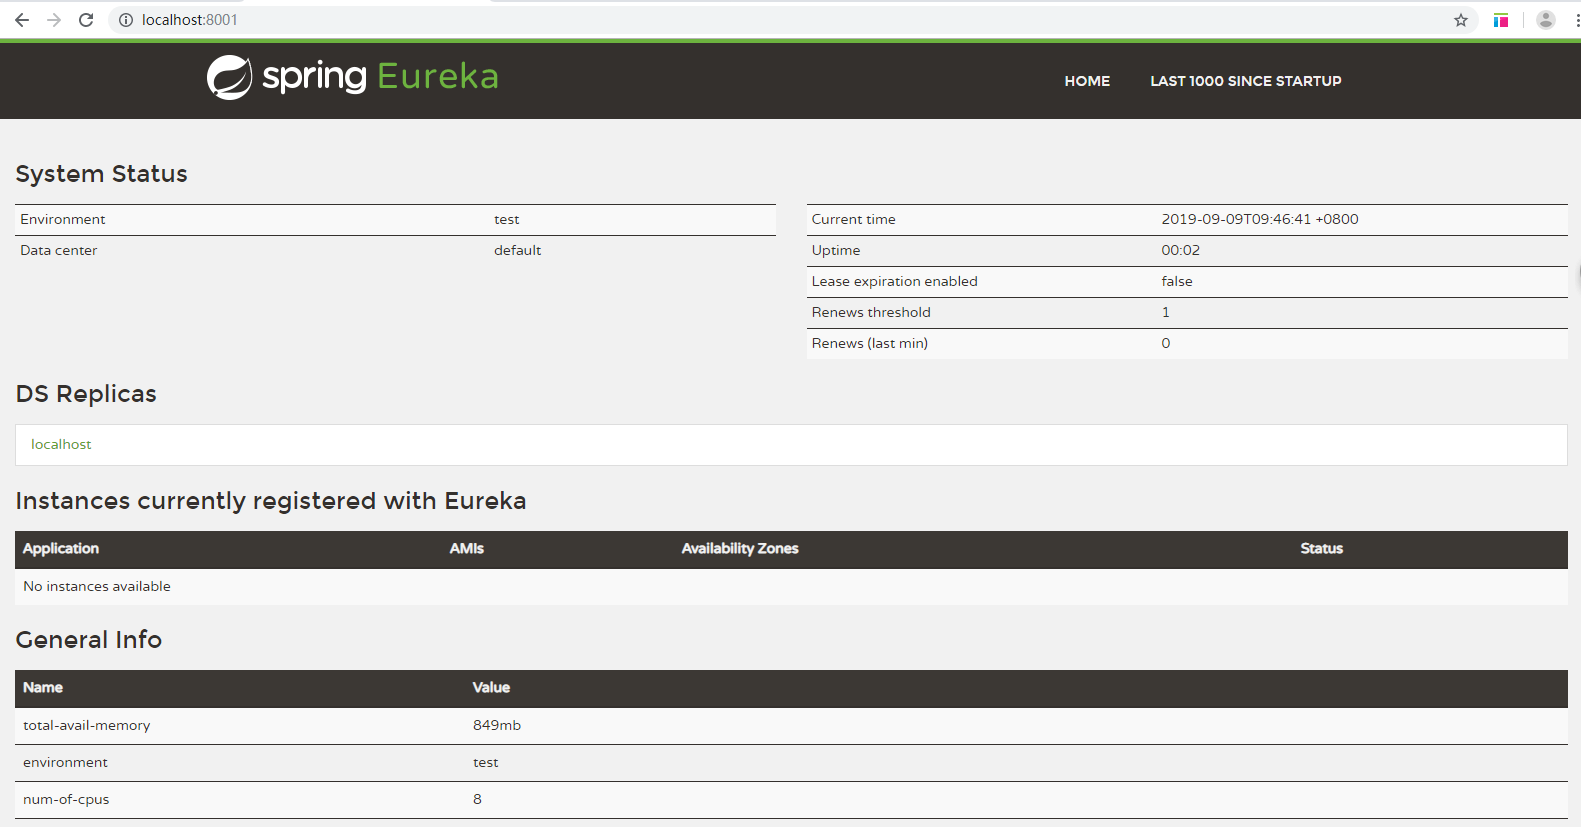 localhost:8001
spring Eureka
HOME LAST 1000 SINCE STARTUP
System Status
Environment test
Data center default
Current time 2019-09-09T09:46:41 +0800
Uptime 00:02
Lease expiration enabled false
Renews threshold 1
Renews (last min) 0
DS Replicas
localhost
Instances currently registered with Eureka
Application AMIs Availability Zones Status
No instances available
General Info
Name Value
total-avail-memory 849mb
environment test
num-of-cpus 8